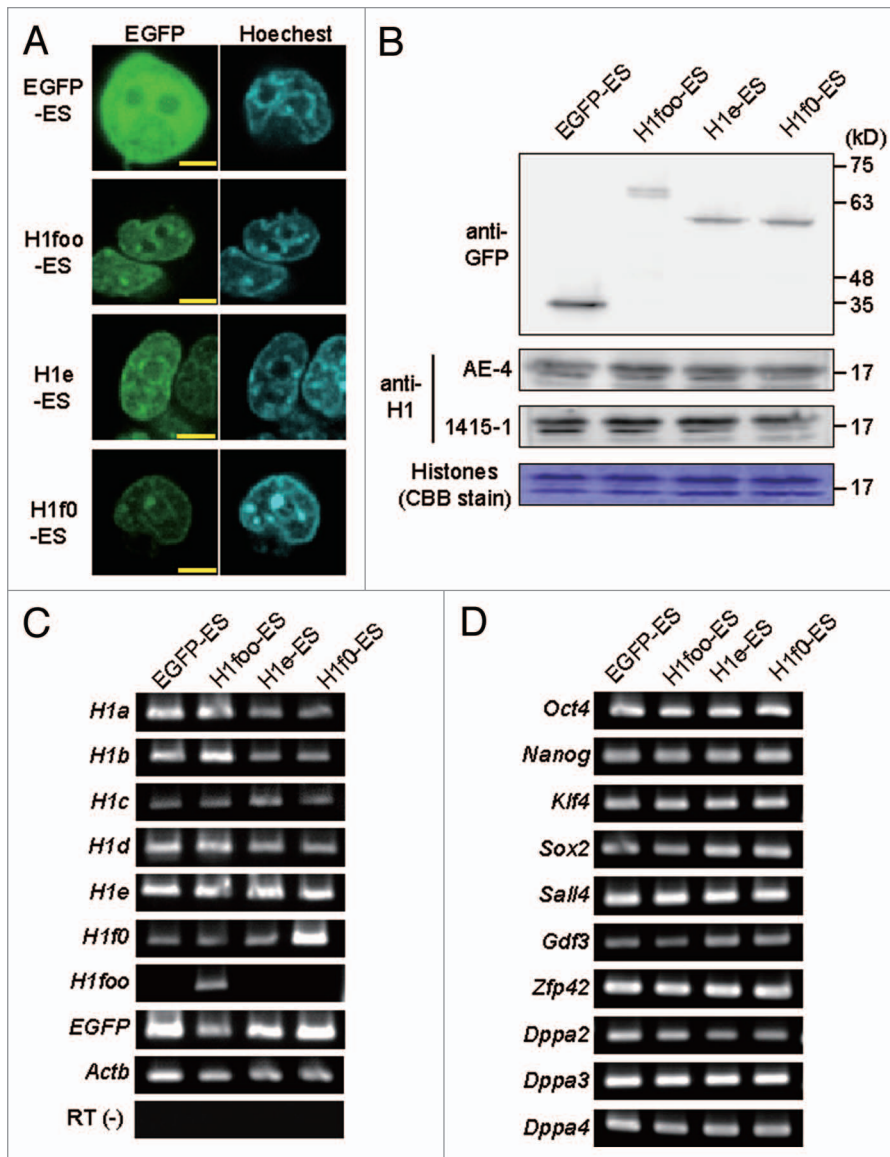 A
EGFP Hoechest
EGFP
-ES
H1foo
-ES
H1e
-ES
H1f0
-ES
B
EGFP-ES H1foo-ES H1e-ES H1f0-ES
(kD)
75
63
anti-
GFP
48
35
anti-
H1
AE-4 17
1415-1 17
Histones
(CBB stain) 17
C
EGFP-ES H1foo-ES H1e-ES H1f0-ES
H1a
H1b
H1c
H1d
H1e
H1f0
H1foo
EGFP
Actb
RT (-)
D
EGFP-ES H1foo-ES H1e-ES H1f0-ES
Oct4
Nanog
Klf4
Sox2
Sall4
Gdf3
Zfp42
Dppa2
Dppa3
Dppa4